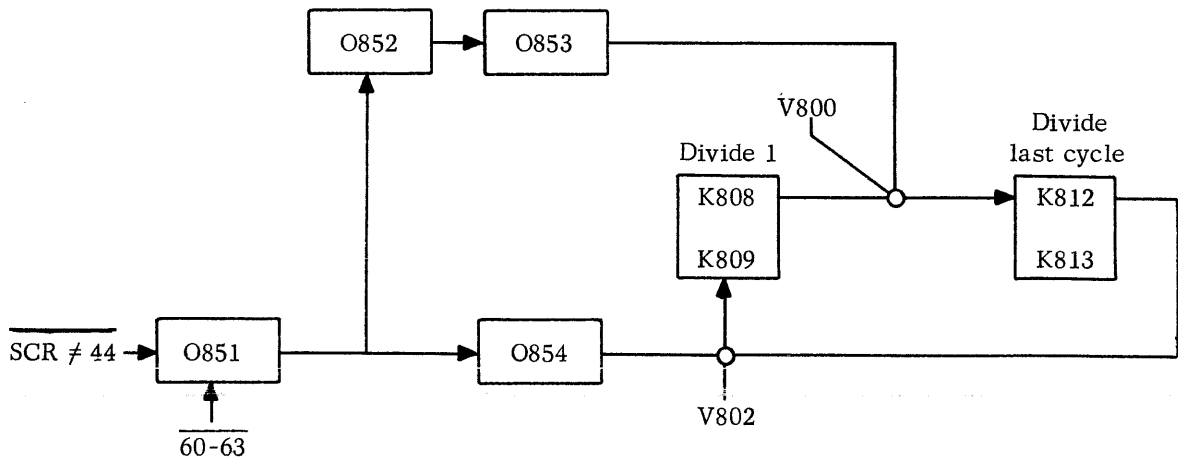 O852
O853
V800
Divide
last cycle
Divide 1
K808
K812
K809
K813
SCR ≠ 44
O851
O854
V802
60-63